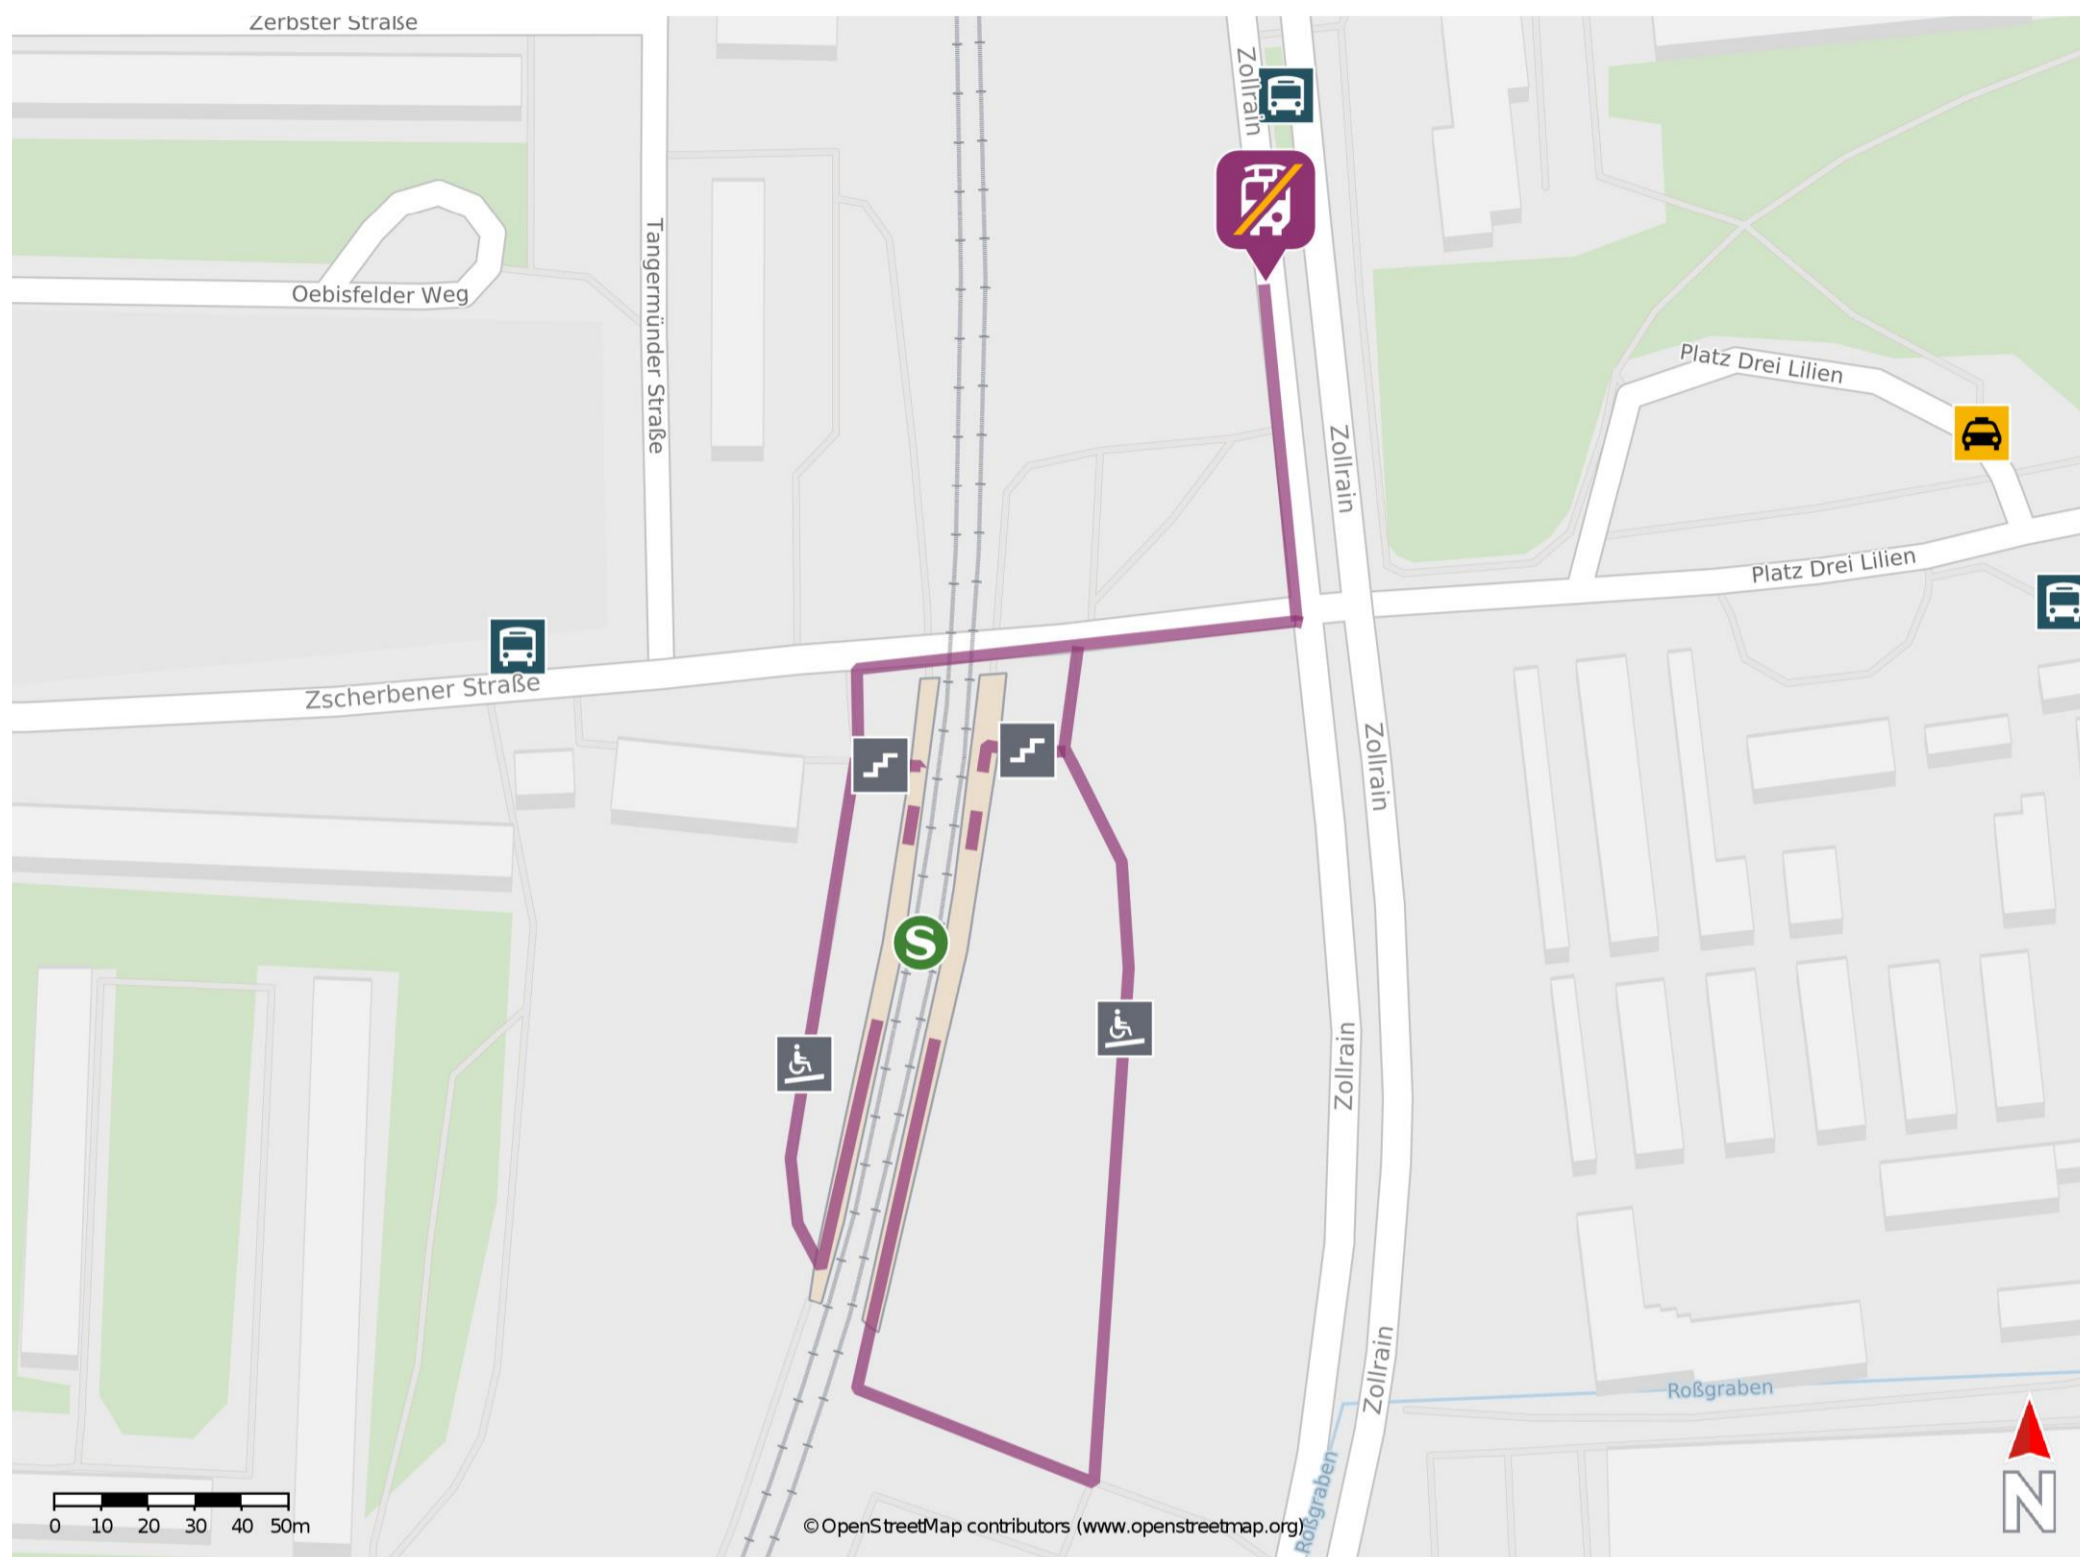 Zerbster Straße
Zollrain
Tangermünder Straße
Oebisfelder Weg
Platz Drei Lilien
Zollrain
Platz Drei Lilien
Zscherbener Straße
Zollrain
S
Zollrain
Zollrain
Roßgraben
Roßgraben
N
0 10 20 30 40 50m
© OpenStreetMap contributors (www.openstreetmap.org)